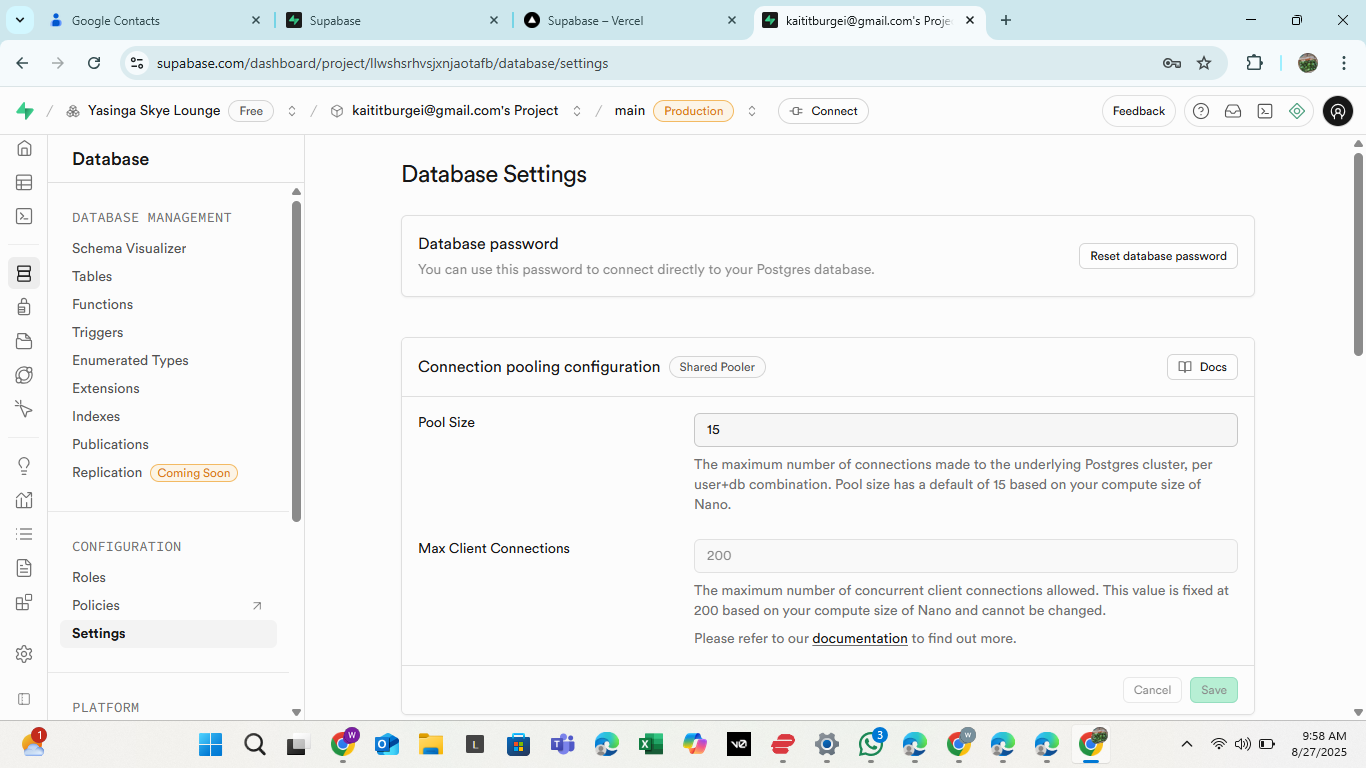 Google Contacts
Supabase
Supabase – Vercel
kaititburgei@gmail.com's Proje
supabase.com/dashboard/project/llwshsrhvsjxnjaotafb/database/settings
/ Yasinga Skye Lounge Free / kaititburgei@gmail.com's Project / main Production Connect Feedback
Database
DATABASE MANAGEMENT
Schema Visualizer
Tables
Functions
Triggers
Enumerated Types
Extensions
Indexes
Publications
Replication Coming Soon
CONFIGURATION
Roles
Policies
Settings
PLATFORM
Database Settings
Database password
You can use this password to connect directly to your Postgres database.
Reset database password
Connection pooling configuration Shared Pooler Docs
Pool Size
15
The maximum number of connections made to the underlying Postgres cluster, per
user+db combination. Pool size has a default of 15 based on your compute size of
Nano.
Max Client Connections
200
The maximum number of concurrent client connections allowed. This value is fixed at
200 based on your compute size of Nano and cannot be changed.
Please refer to our documentation to find out more.
Cancel Save
1
W
L
v0
W
3
9:58 AM
8/27/2025